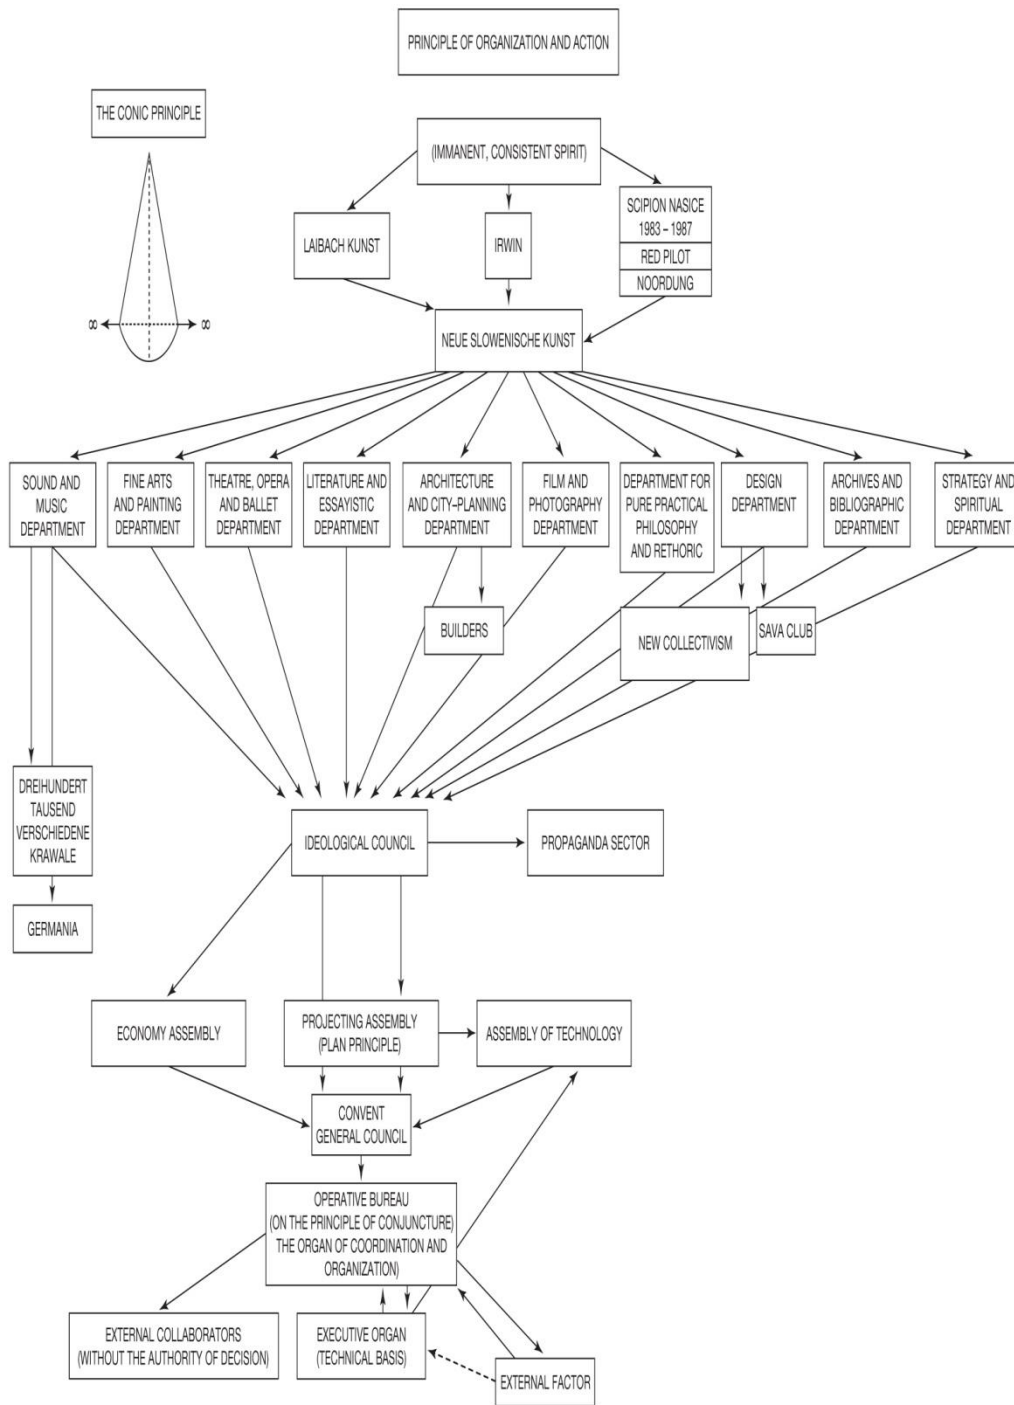 PRINCIPLE OF ORGANIZATION AND ACTION
THE CONIC PRINCIPLE
∞
∞
(IMMANENT, CONSISTENT SPIRIT)
LAIBACH KUNST
IRWIN
SCIPION NASICE
1983 – 1987
RED PILOT
NOORDUNG
NEUE SLOWENISCHE KUNST
SOUND AND
MUSIC
DEPARTMENT
FINE ARTS
AND PAINTING
DEPARTMENT
THEATRE, OPERA
AND BALLET
DEPARTMENT
LITERATURE AND
ESSAYISTIC
DEPARTMENT
ARCHITECTURE
AND CITY–PLANNING
DEPARTMENT
FILM AND
PHOTOGRAPHY
DEPARTMENT
DEPARTMENT FOR
PURE PRACTICAL
PHILOSOPHY
AND RETHORIC
DESIGN
DEPARTMENT
ARCHIVES AND
BIBLIOGRAPHIC
DEPARTMENT
STRATEGY AND
SPIRITUAL
DEPARTMENT
BUILDERS
NEW COLLECTIVISM
SAVA CLUB
DREIHUNDERT
TAUSEND
VERSCHIEDENE
KRAWALE
GERMANIA
IDEOLOGICAL COUNCIL
PROPAGANDA SECTOR
ECONOMY ASSEMBLY
PROJECTING ASSEMBLY
(PLAN PRINCIPLE)
ASSEMBLY OF TECHNOLOGY
CONVENT
GENERAL COUNCIL
OPERATIVE BUREAU
(ON THE PRINCIPLE OF CONJUNCTURE)
THE ORGAN OF COORDINATION AND
ORGANIZATION)
EXTERNAL COLLABORATORS
(WITHOUT THE AUTHORITY OF DECISION)
EXECUTIVE ORGAN
(TECHNICAL BASIS)
EXTERNAL FACTOR